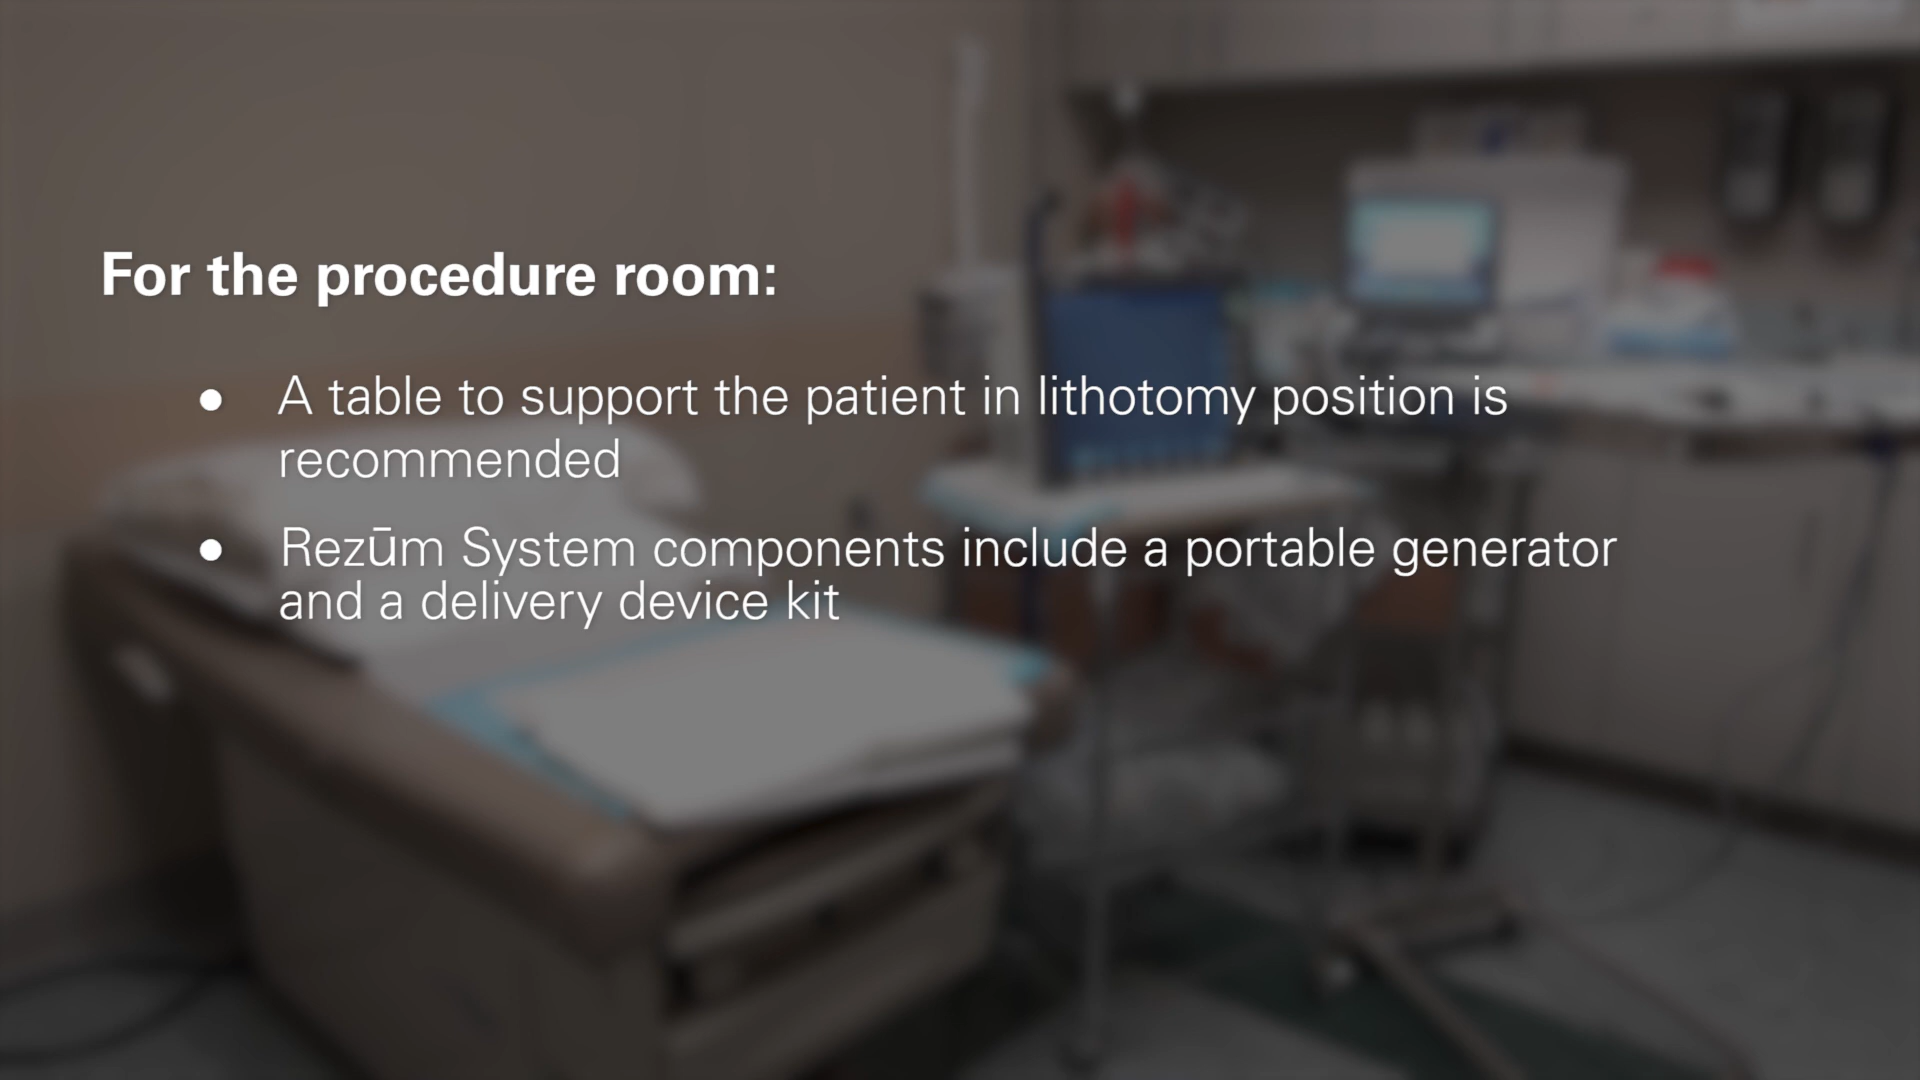 For the procedure room:
● A table to support the patient in lithotomy position is
recommended
● Rezūm System components include a portable generator
and a delivery device kit